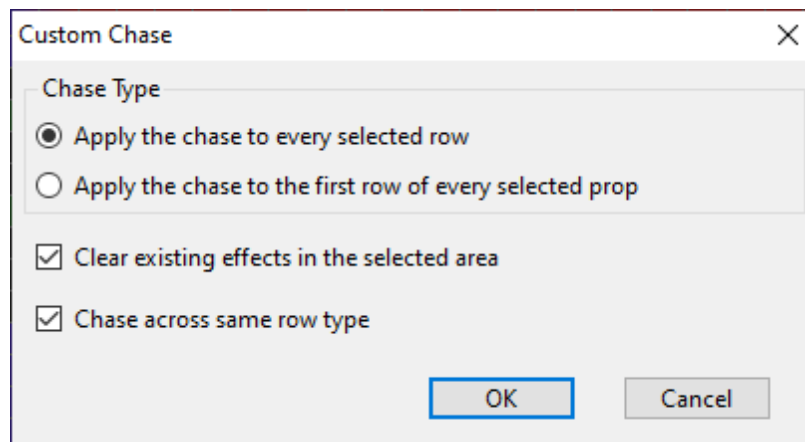 Custom Chase
Chase Type
Apply the chase to every selected row
Apply the chase to the first row of every selected prop
Clear existing effects in the selected area
Chase across same row type
OK Cancel